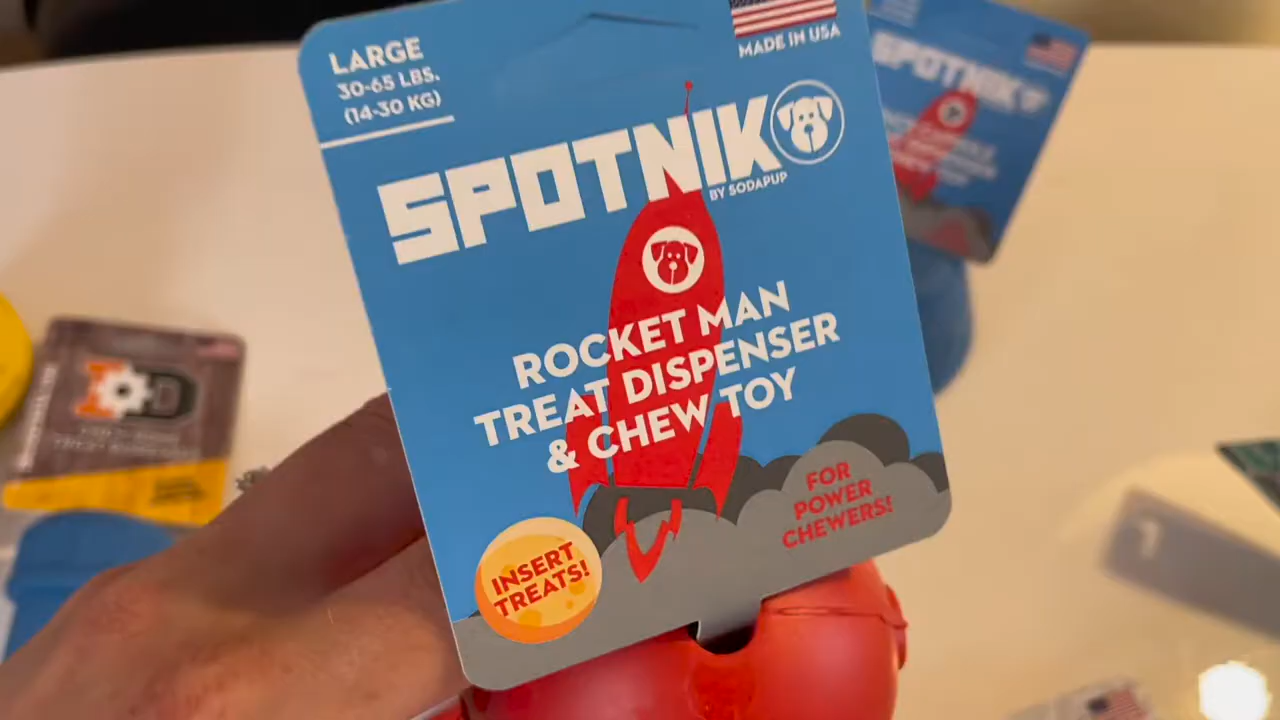 LARGE
30-65 LBS.
(14-30 KG)
MADE IN USA
SPOTNIK
BY SODAPUP
ROCKET MAN
TREAT DISPENSER
& CHEW TOY
INSERT
TREATS!
FOR
POWER
CHEWERS!
SPOTNIK